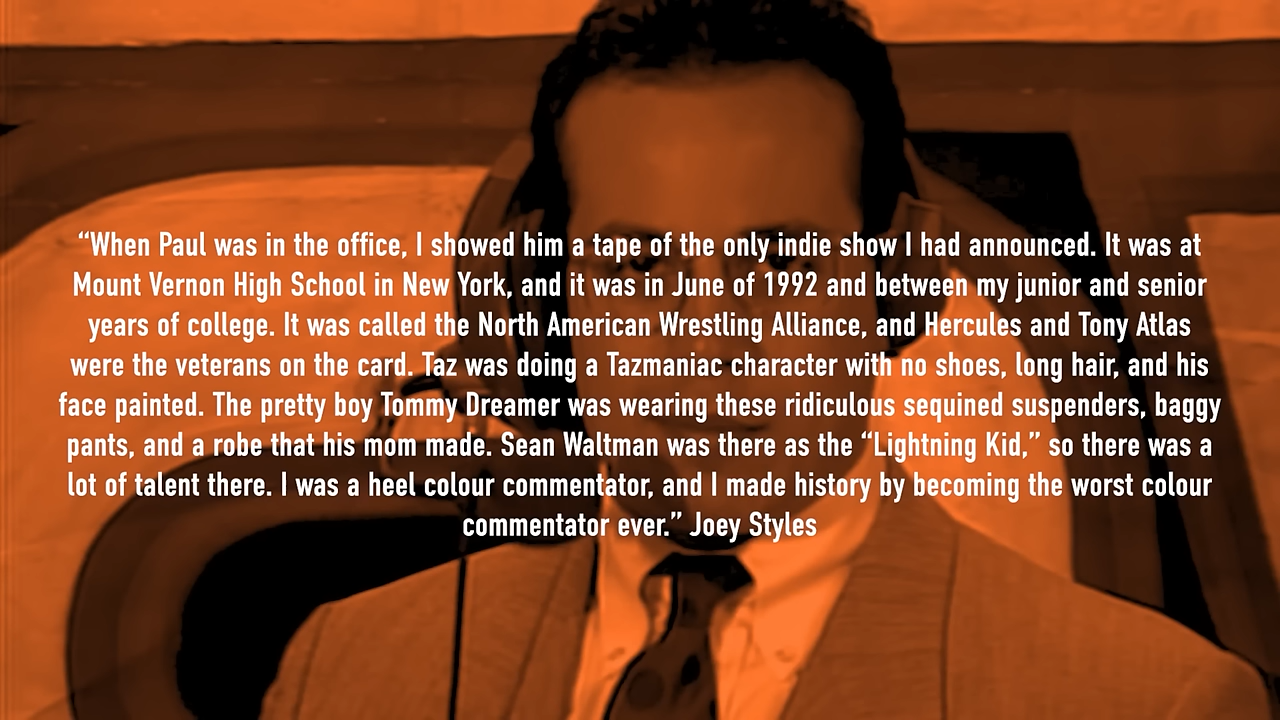 “When Paul was in the office, I showed him a tape of the only indie show I had announced. It was at
Mount Vernon High School in New York, and it was in June of 1992 and between my junior and senior
years of college. It was called the North American Wrestling Alliance, and Hercules and Tony Atlas
were the veterans on the card. Taz was doing a Tazmaniac character with no shoes, long hair, and his
face painted. The pretty boy Tommy Dreamer was wearing these ridiculous sequined suspenders, baggy
pants, and a robe that his mom made. Sean Waltman was there as the “Lightning Kid,” so there was a
lot of talent there. I was a heel colour commentator, and I made history by becoming the worst colour
commentator ever.” Joey Styles